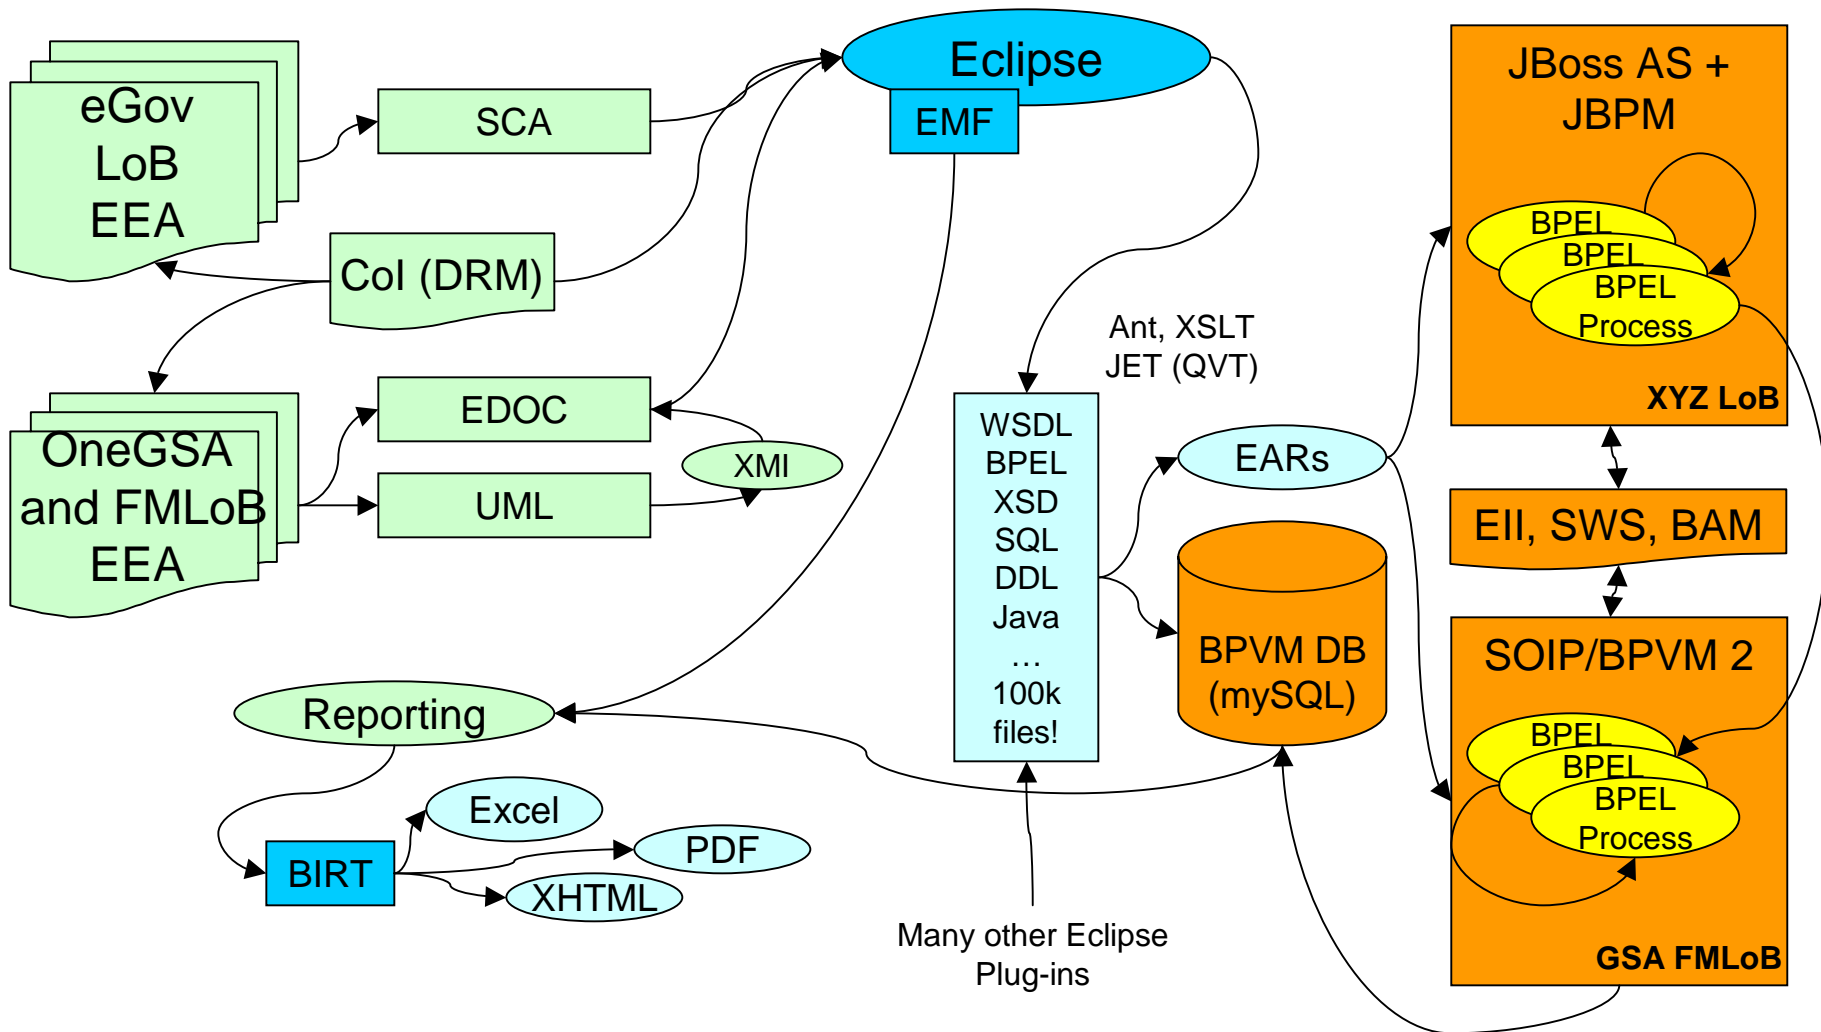 eGov
LoB
EEA
SCA
Eclipse
EMF
JBoss AS +
JBPM
BPEL
BPEL
BPEL
Process
XYZ LoB
CoI (DRM)
Ant, XSLT
JET (QVT)
OneGSA
and FMLoB
EEA
EDOC
XMI
UML
WSDL
BPEL
XSD
SQL
DDL
Java
…
100k
files!
EARs
EII, SWS, BAM
BPVM DB
(mySQL)
SOIP/BPVM 2
BPEL
BPEL
BPEL
Process
GSA FMLoB
Reporting
Excel
PDF
BIRT
XHTML
Many other Eclipse
Plug-ins